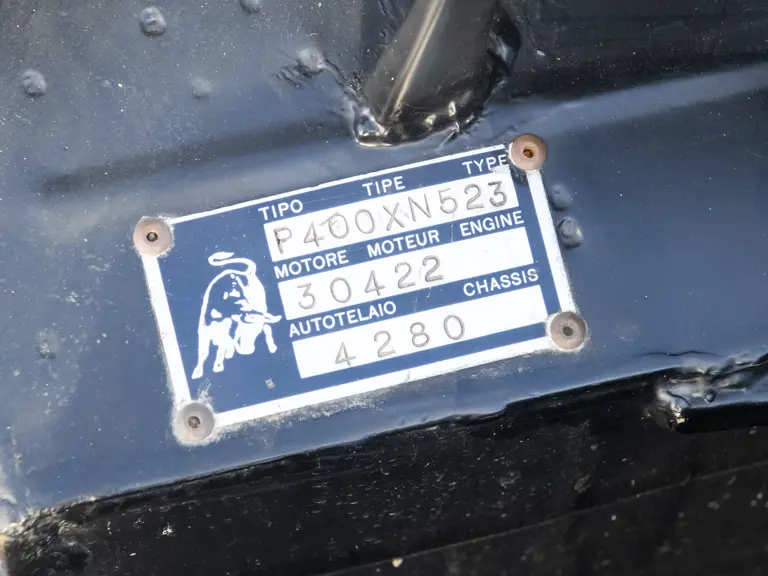 TIPO TIPE TYPE
P400XN523
MOTORE MOTEUR ENGINE
30422
AUTOTELAIO CHASSIS
4280